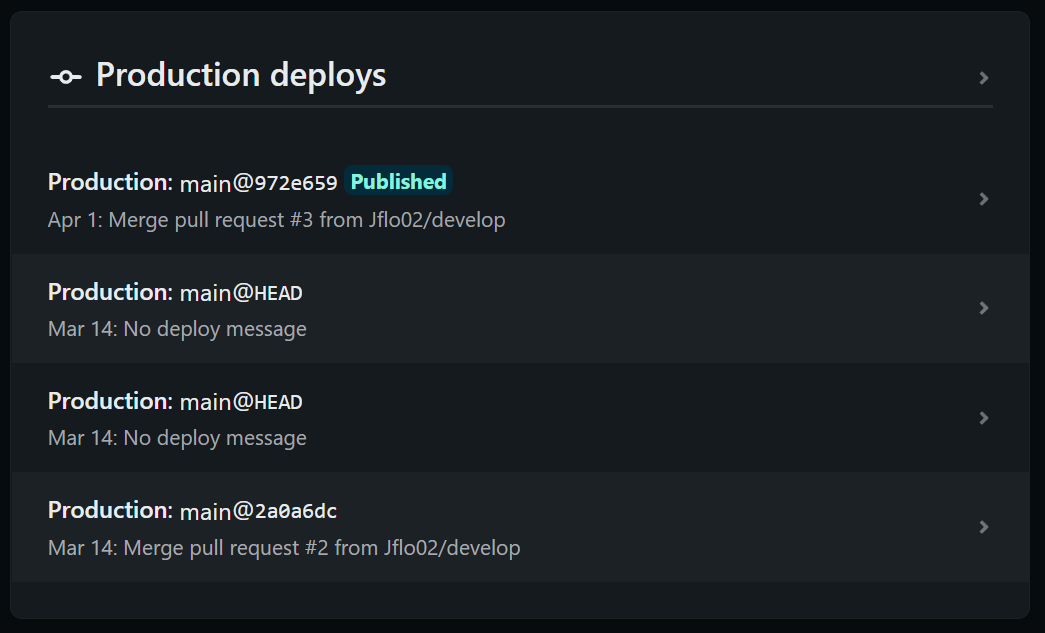 Production deploys
Production: main@972e659 Published
Apr 1: Merge pull request #3 from Jflo02/develop
Production: main@HEAD
Mar 14: No deploy message
Production: main@HEAD
Mar 14: No deploy message
Production: main@2a0a6dc
Mar 14: Merge pull request #2 from Jflo02/develop